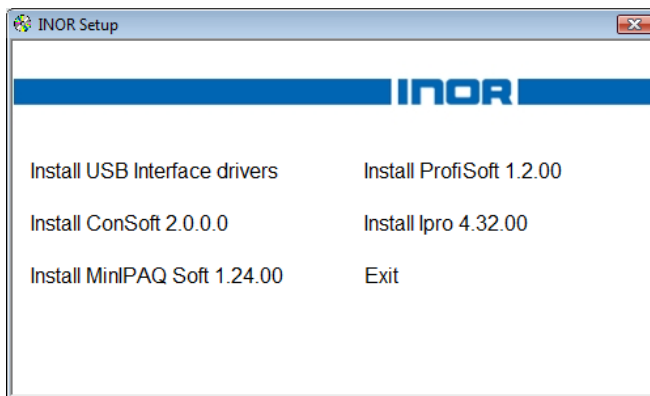 INOR Setup
INOR
Install USB Interface drivers
Install ProfiSoft 1.2.00
Install ConSoft 2.0.0.0
Install Ipro 4.32.00
Install MinIPAQ Soft 1.24.00
Exit